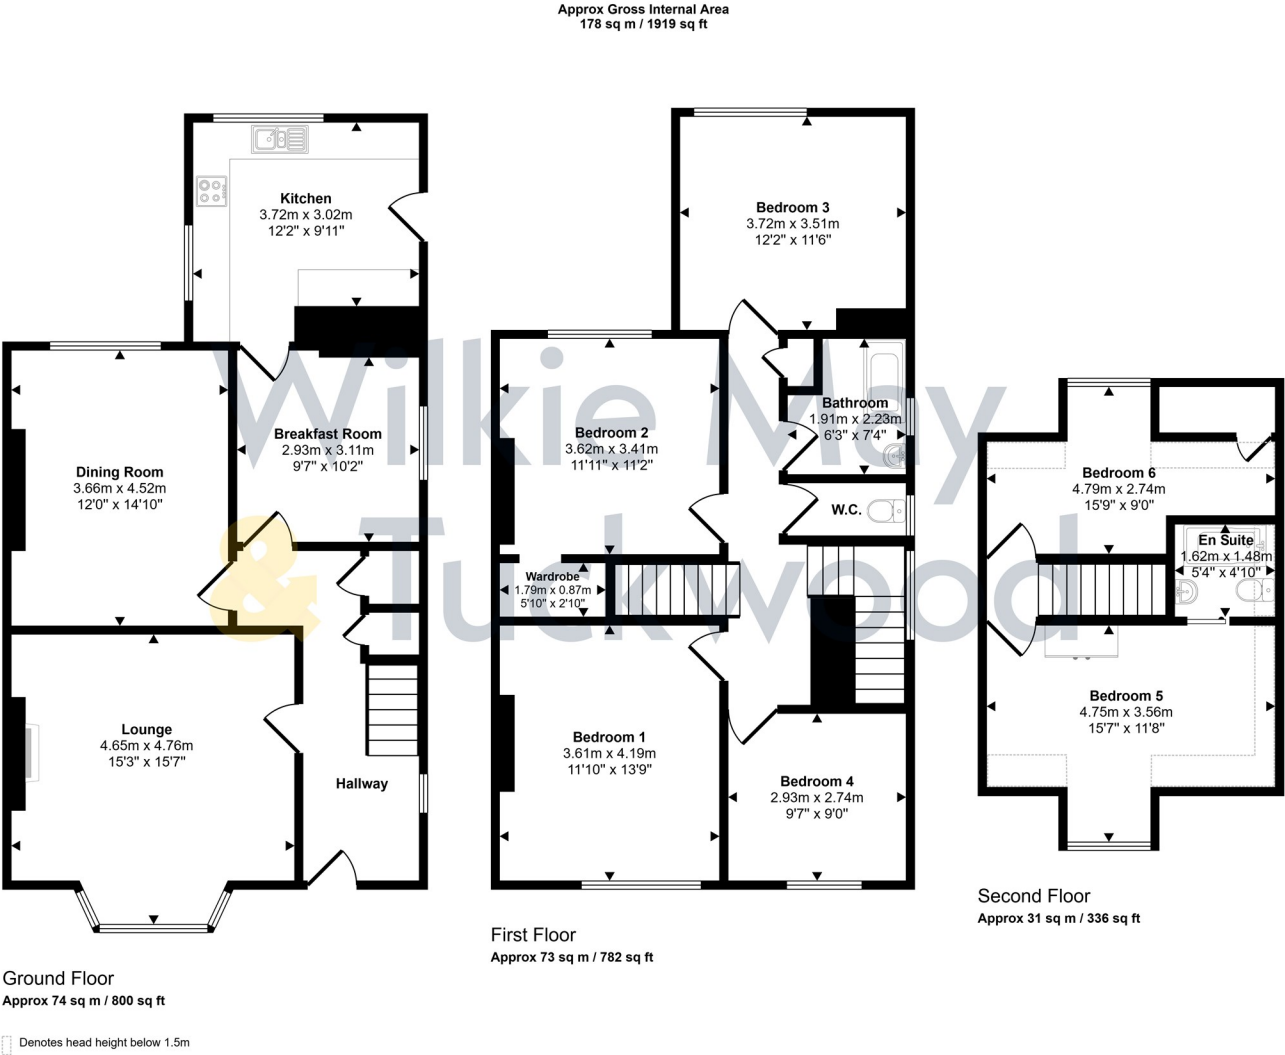 Approx Gross Internal Area
178 sq m / 1919 sq ft
Kitchen
3.72m x 3.02m
12'2" x 9'11"
Breakfast Room
2.93m x 3.11m
9'7" x 10'2"
Dining Room
3.66m x 4.52m
12'0" x 14'10"
Lounge
4.65m x 4.76m
15'3" x 15'7"
Hallway
Ground Floor
Approx 74 sq m / 800 sq ft
Denotes head height below 1.5m
Bedroom 3
3.72m x 3.51m
12'2" x 11'6"
Bathroom
1.91m x 2.23m
6'3" x 7'4"
Bedroom 2
3.62m x 3.41m
11'11" x 11'2"
W.C.
Wardrobe
1.79m x 0.87m
5'10" x 2'10"
Bedroom 1
3.61m x 4.19m
11'10" x 13'9"
Bedroom 4
2.93m x 2.74m
9'7" x 9'0"
First Floor
Approx 73 sq m / 782 sq ft
Bedroom 6
4.79m x 2.74m
15'9" x 9'0"
En Suite
1.62m x 1.48m
5'4" x 4'10"
Bedroom 5
4.75m x 3.56m
15'7" x 11'8"
Second Floor
Approx 31 sq m / 336 sq ft
Wilkie May
& Tuckwood